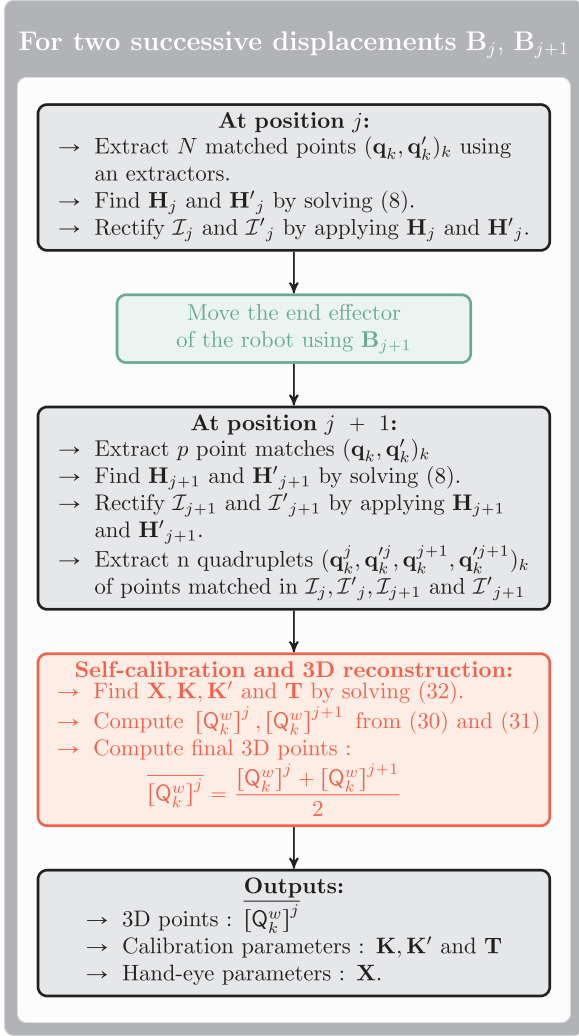 For two successive displacements B_j, B_{j+1}
At position j:
→ Extract N matched points (q_k, q′_k)_k using
an extractors.
→ Find H_j and H′_j by solving (8).
→ Rectify I_j and I′_j by applying H_j and H′_j.
Move the end effector
of the robot using B_{j+1}
At position j + 1:
→ Extract p point matches (q_k, q′_k)_k
→ Find H_{j+1} and H′_{j+1} by solving (8).
→ Rectify I_{j+1} and I′_{j+1} by applying H_{j+1}
and H′_{j+1}.
→ Extract n quadruplets (q_k^j, q′_k^j, q_k^{j+1}, q′_k^{j+1})_k
of points matched in I_j, I′_j, I_{j+1} and I′_{j+1}
Self-calibration and 3D reconstruction:
→ Find X, K, K′ and T by solving (32).
→ Compute [Q_k^w]^j, [Q_k^w]^{j+1} from (30) and (31)
→ Compute final 3D points :
\overline{[Q_k^w]^j} = \frac{[Q_k^w]^j + [Q_k^w]^{j+1}}{2}
Outputs:
→ 3D points : \overline{[Q_k^w]^j}
→ Calibration parameters : K, K′ and T
→ Hand-eye parameters : X.